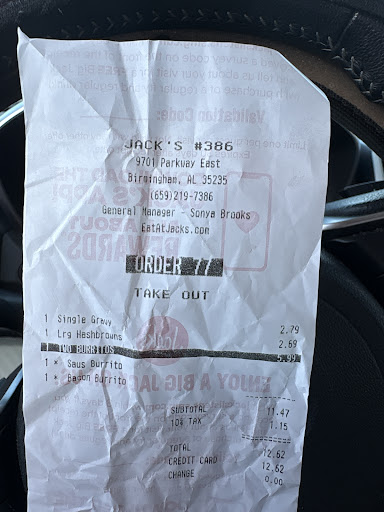 JACK'S #386
9701 Parkway East
Birmingham, AL 35235
(659)219-7386
General Manager - Sonya Brooks
EatAtJacks.com
ORDER 77
TAKE OUT
1 Single Gravy 2.79
1 Lrg Hashbrowns 2.69
1 TWO BURRITOS 5.99
1 * Saus Burrito
1 * Bacon Burrito
SUBTOTAL 11.47
10% TAX 1.15
TOTAL 12.62
CREDIT CARD 12.62
CHANGE 0.00